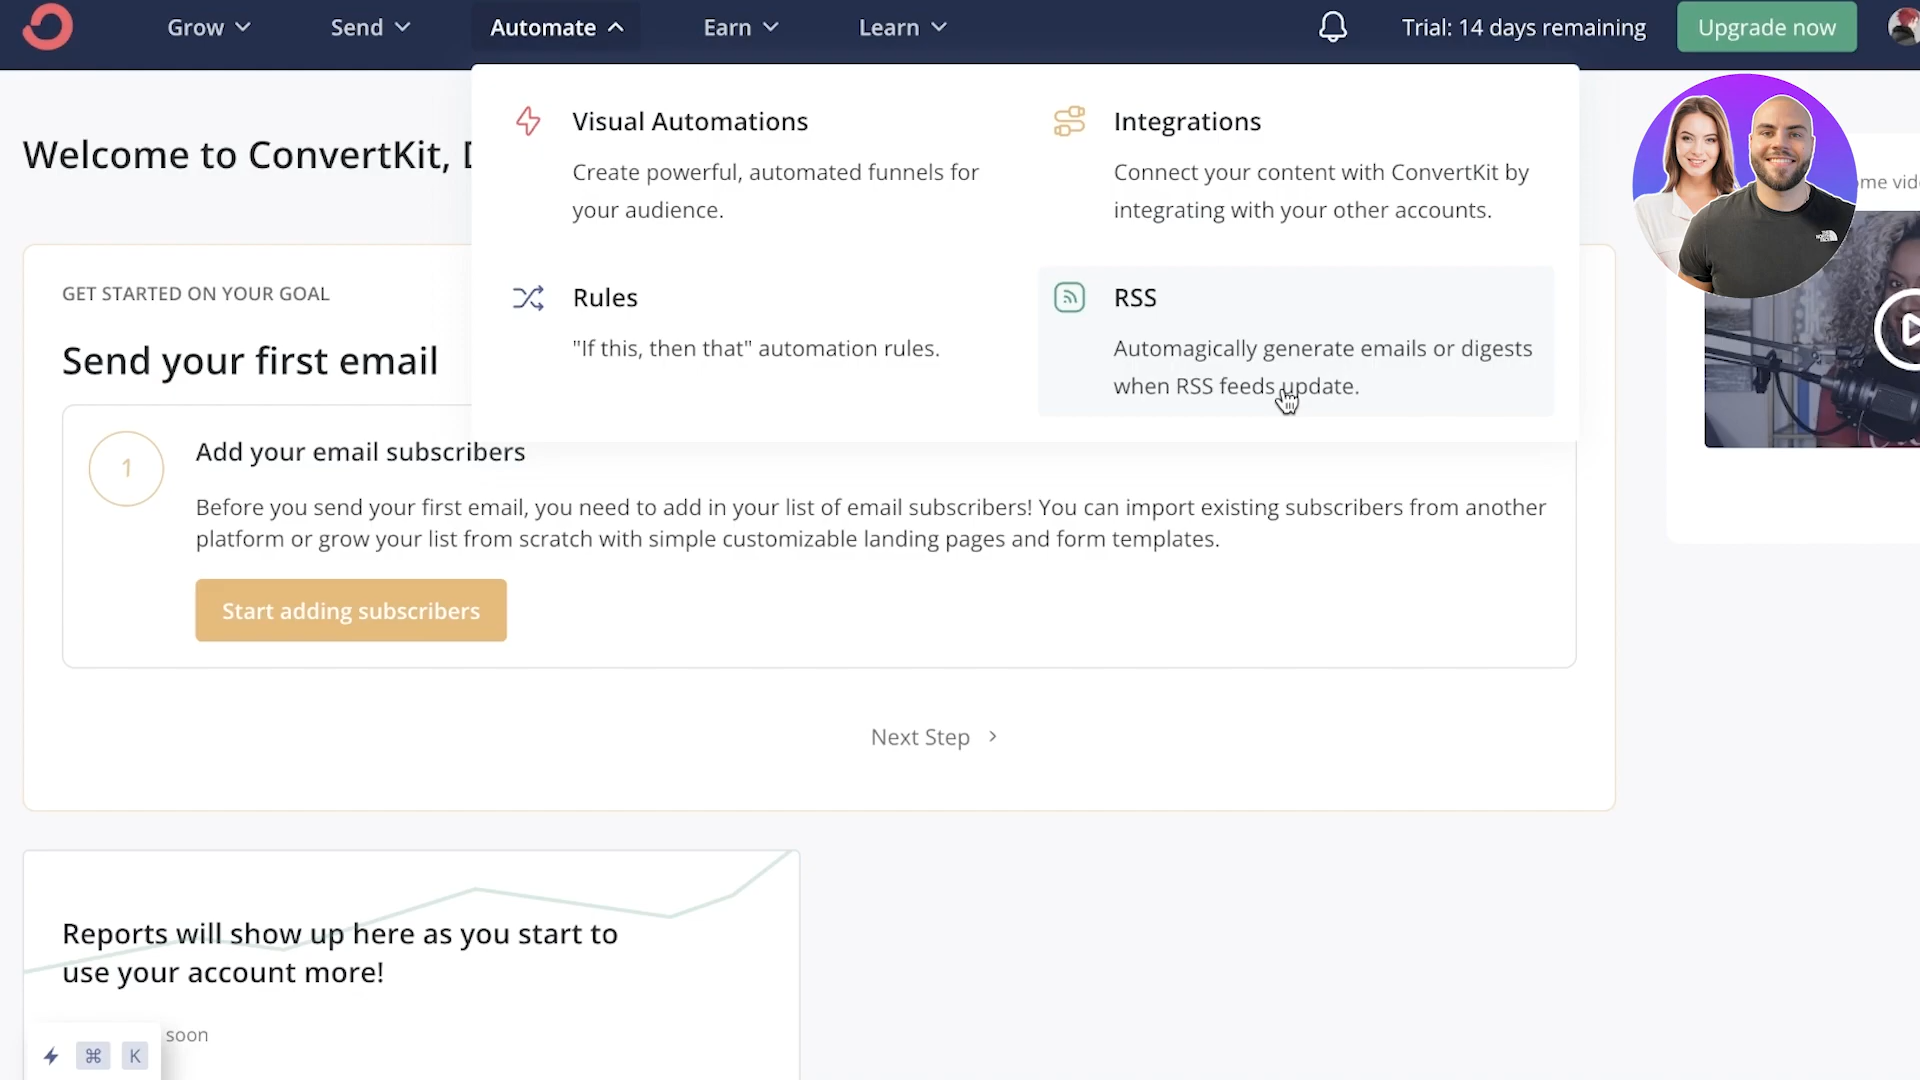 Grow
Send
Automate
Earn
Learn
Trial: 14 days remaining
Upgrade now
Welcome to ConvertKit,
Visual Automations
Create powerful, automated funnels for
your audience.
Integrations
Connect your content with ConvertKit by
integrating with your other accounts.
Rules
"If this, then that" automation rules.
RSS
Automagically generate emails or digests
when RSS feeds update.
GET STARTED ON YOUR GOAL
Send your first email
1
Add your email subscribers
Before you send your first email, you need to add in your list of email subscribers! You can import existing subscribers from another
platform or grow your list from scratch with simple customizable landing pages and form templates.
Start adding subscribers
Next Step
Reports will show up here as you start to
use your account more!
soon
⌘ K
THE NORTH FACE